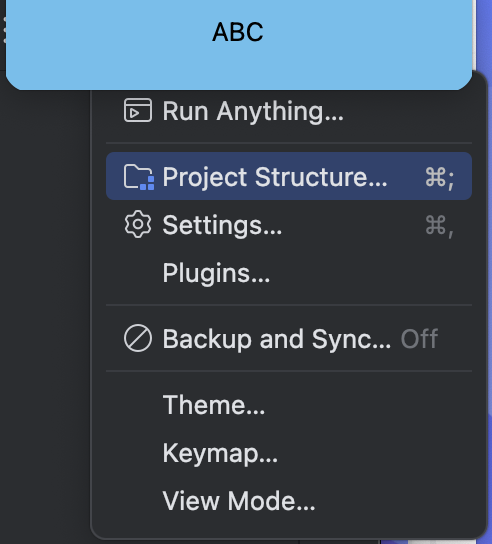 ABC
Run Anything...
Project Structure... ⌘;
Settings... ⌘,
Plugins...
Backup and Sync... Off
Theme...
Keymap...
View Mode...